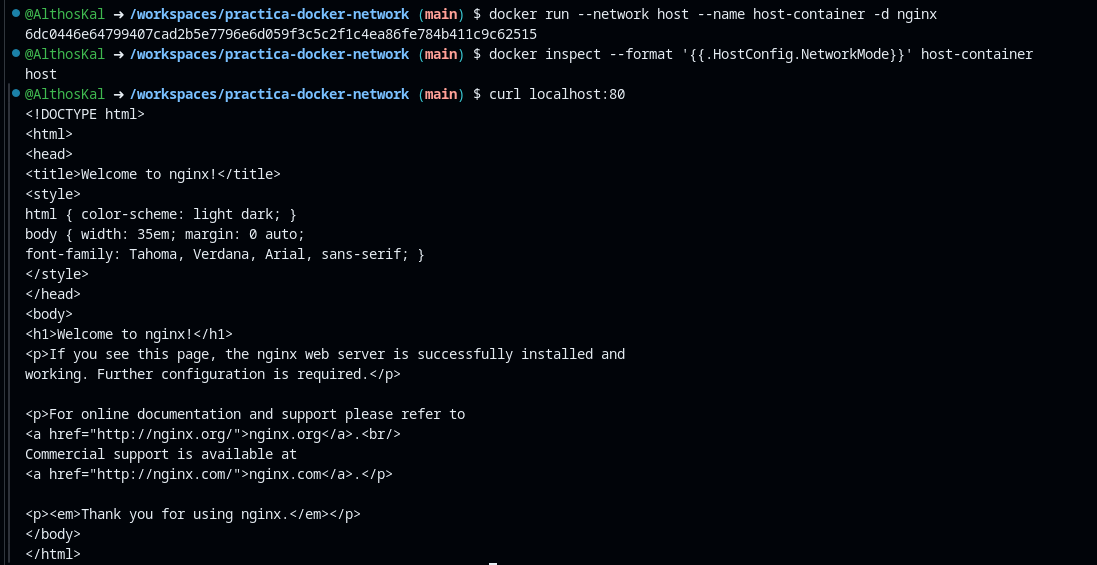 @AlthosKal ➜ /workspaces/practica-docker-network (main) $ docker run --network host --name host-container -d nginx
6dc0446e64799407cad2b5e7796e6d059f3c5c2f1c4ea86fe784b411c9c62515
@AlthosKal ➜ /workspaces/practica-docker-network (main) $ docker inspect --format '{{.HostConfig.NetworkMode}}' host-container
host
@AlthosKal ➜ /workspaces/practica-docker-network (main) $ curl localhost:80
<!DOCTYPE html>
<html>
<head>
<title>Welcome to nginx!</title>
<style>
html { color-scheme: light dark; }
body { width: 35em; margin: 0 auto;
font-family: Tahoma, Verdana, Arial, sans-serif; }
</style>
</head>
<body>
<h1>Welcome to nginx!</h1>
<p>If you see this page, the nginx web server is successfully installed and
working. Further configuration is required.</p>

<p>For online documentation and support please refer to
<a href="http://nginx.org/">nginx.org</a>.<br/>
Commercial support is available at
<a href="http://nginx.com/">nginx.com</a>.</p>

<p><em>Thank you for using nginx.</em></p>
</body>
</html>